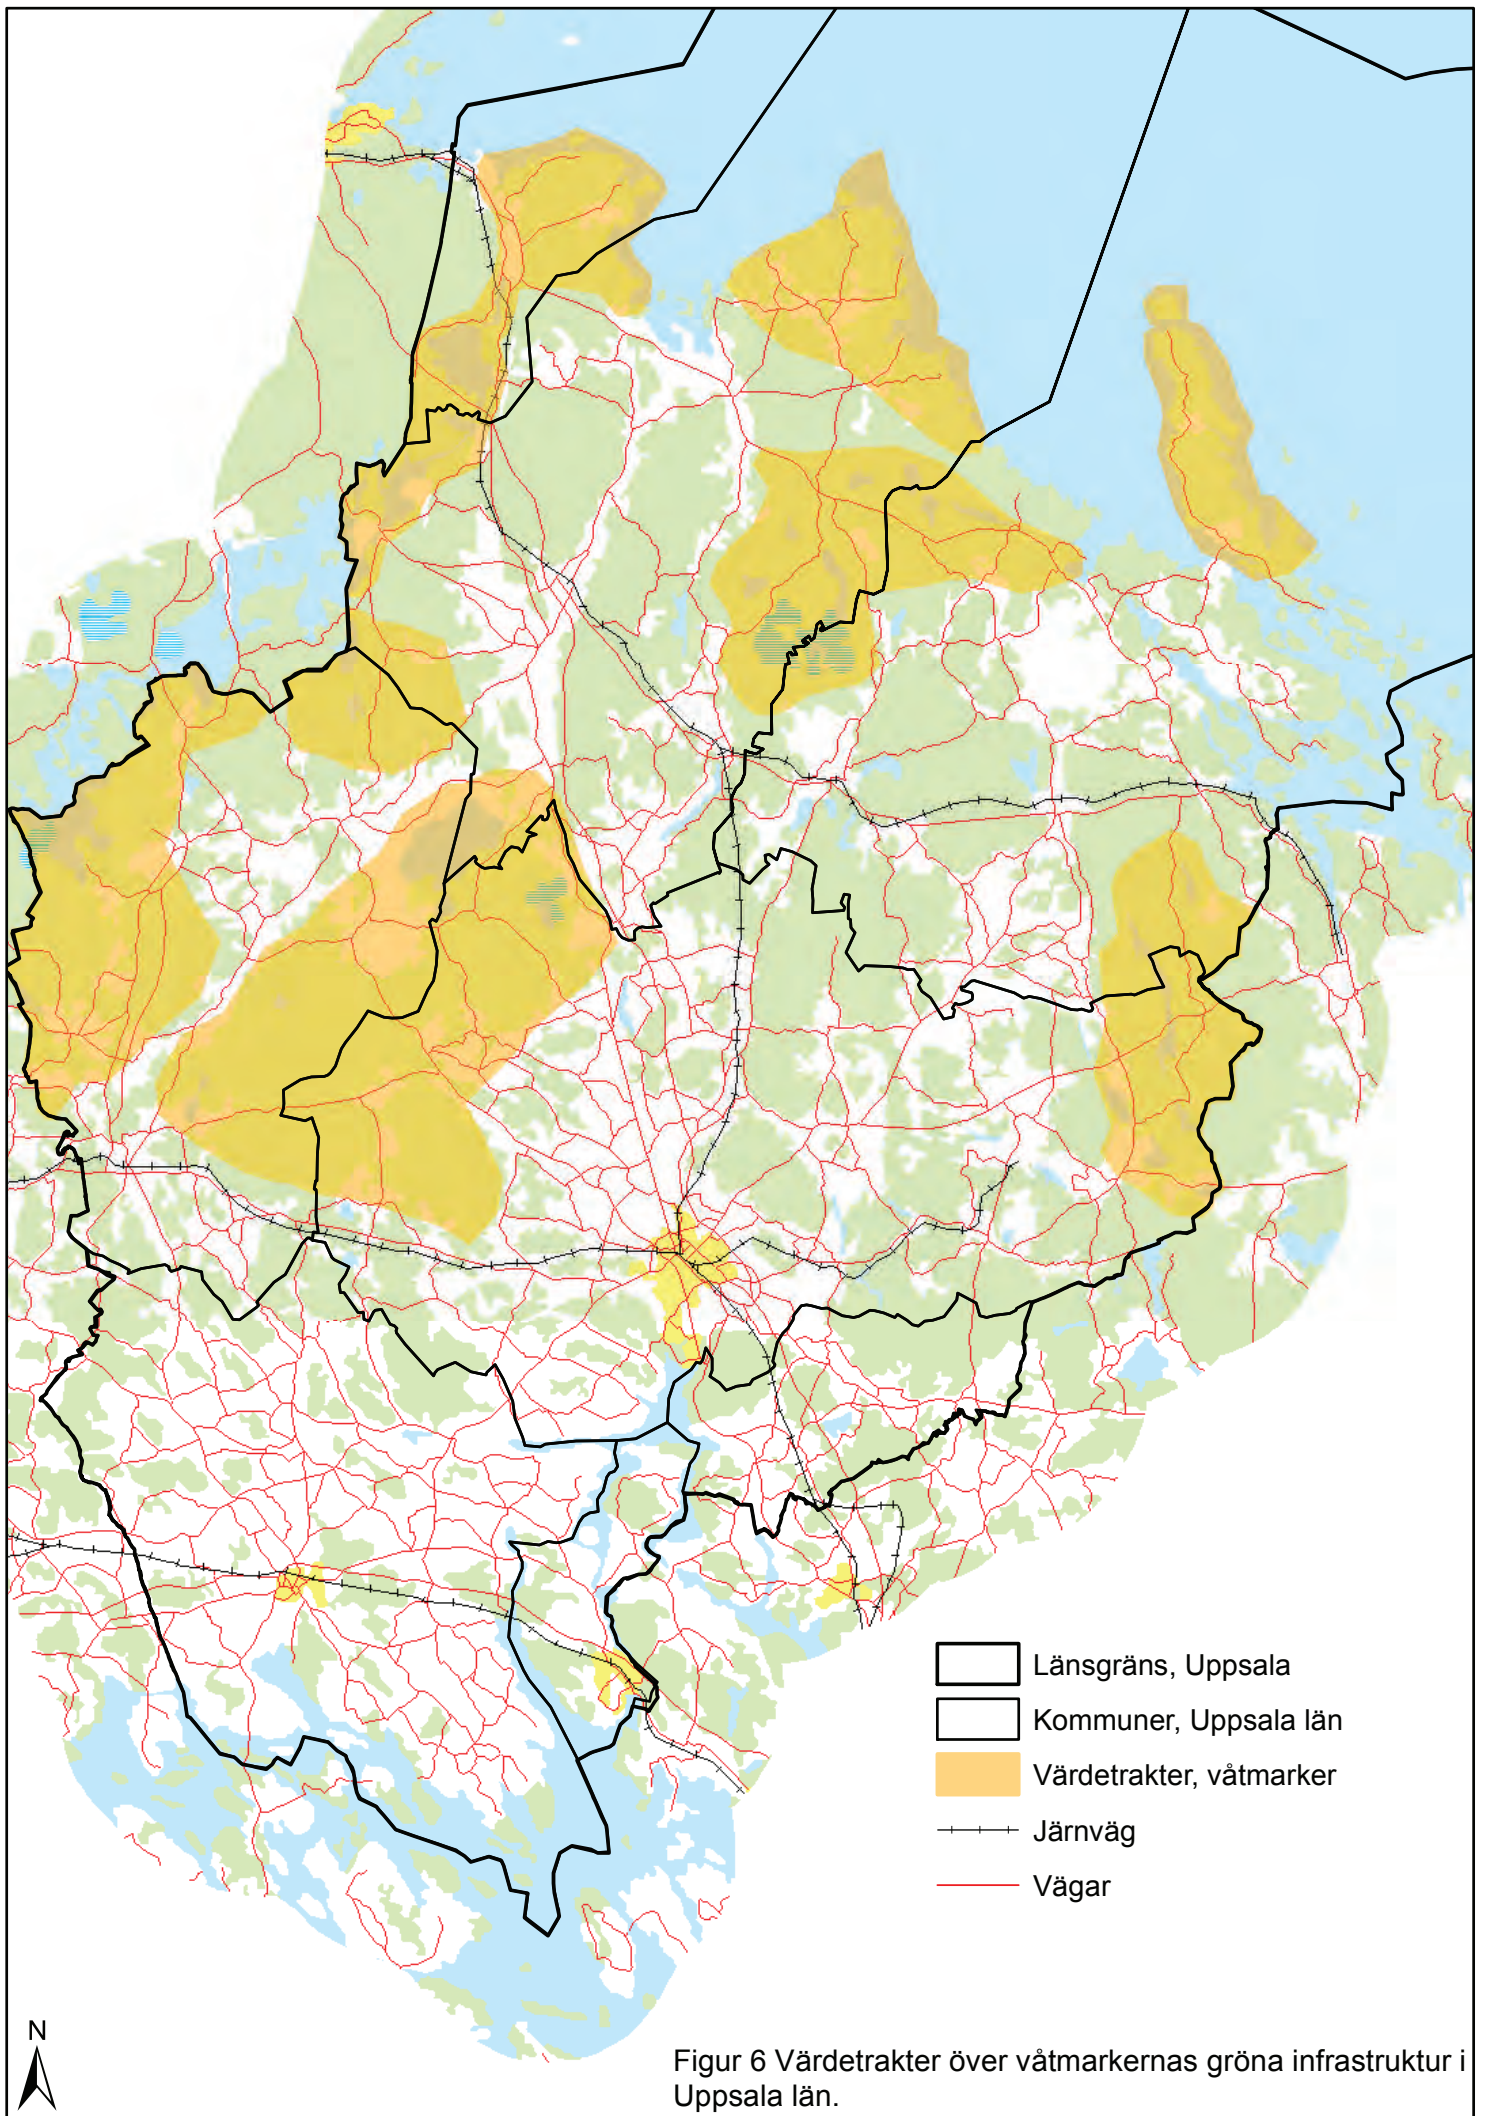 Länsgräns, Uppsala
Kommuner, Uppsala län
Värdetrakter, våtmarker
Järnväg
Vägar
N
Figur 6 Värdetrakter över våtmarkernas gröna infrastruktur i
Uppsala län.